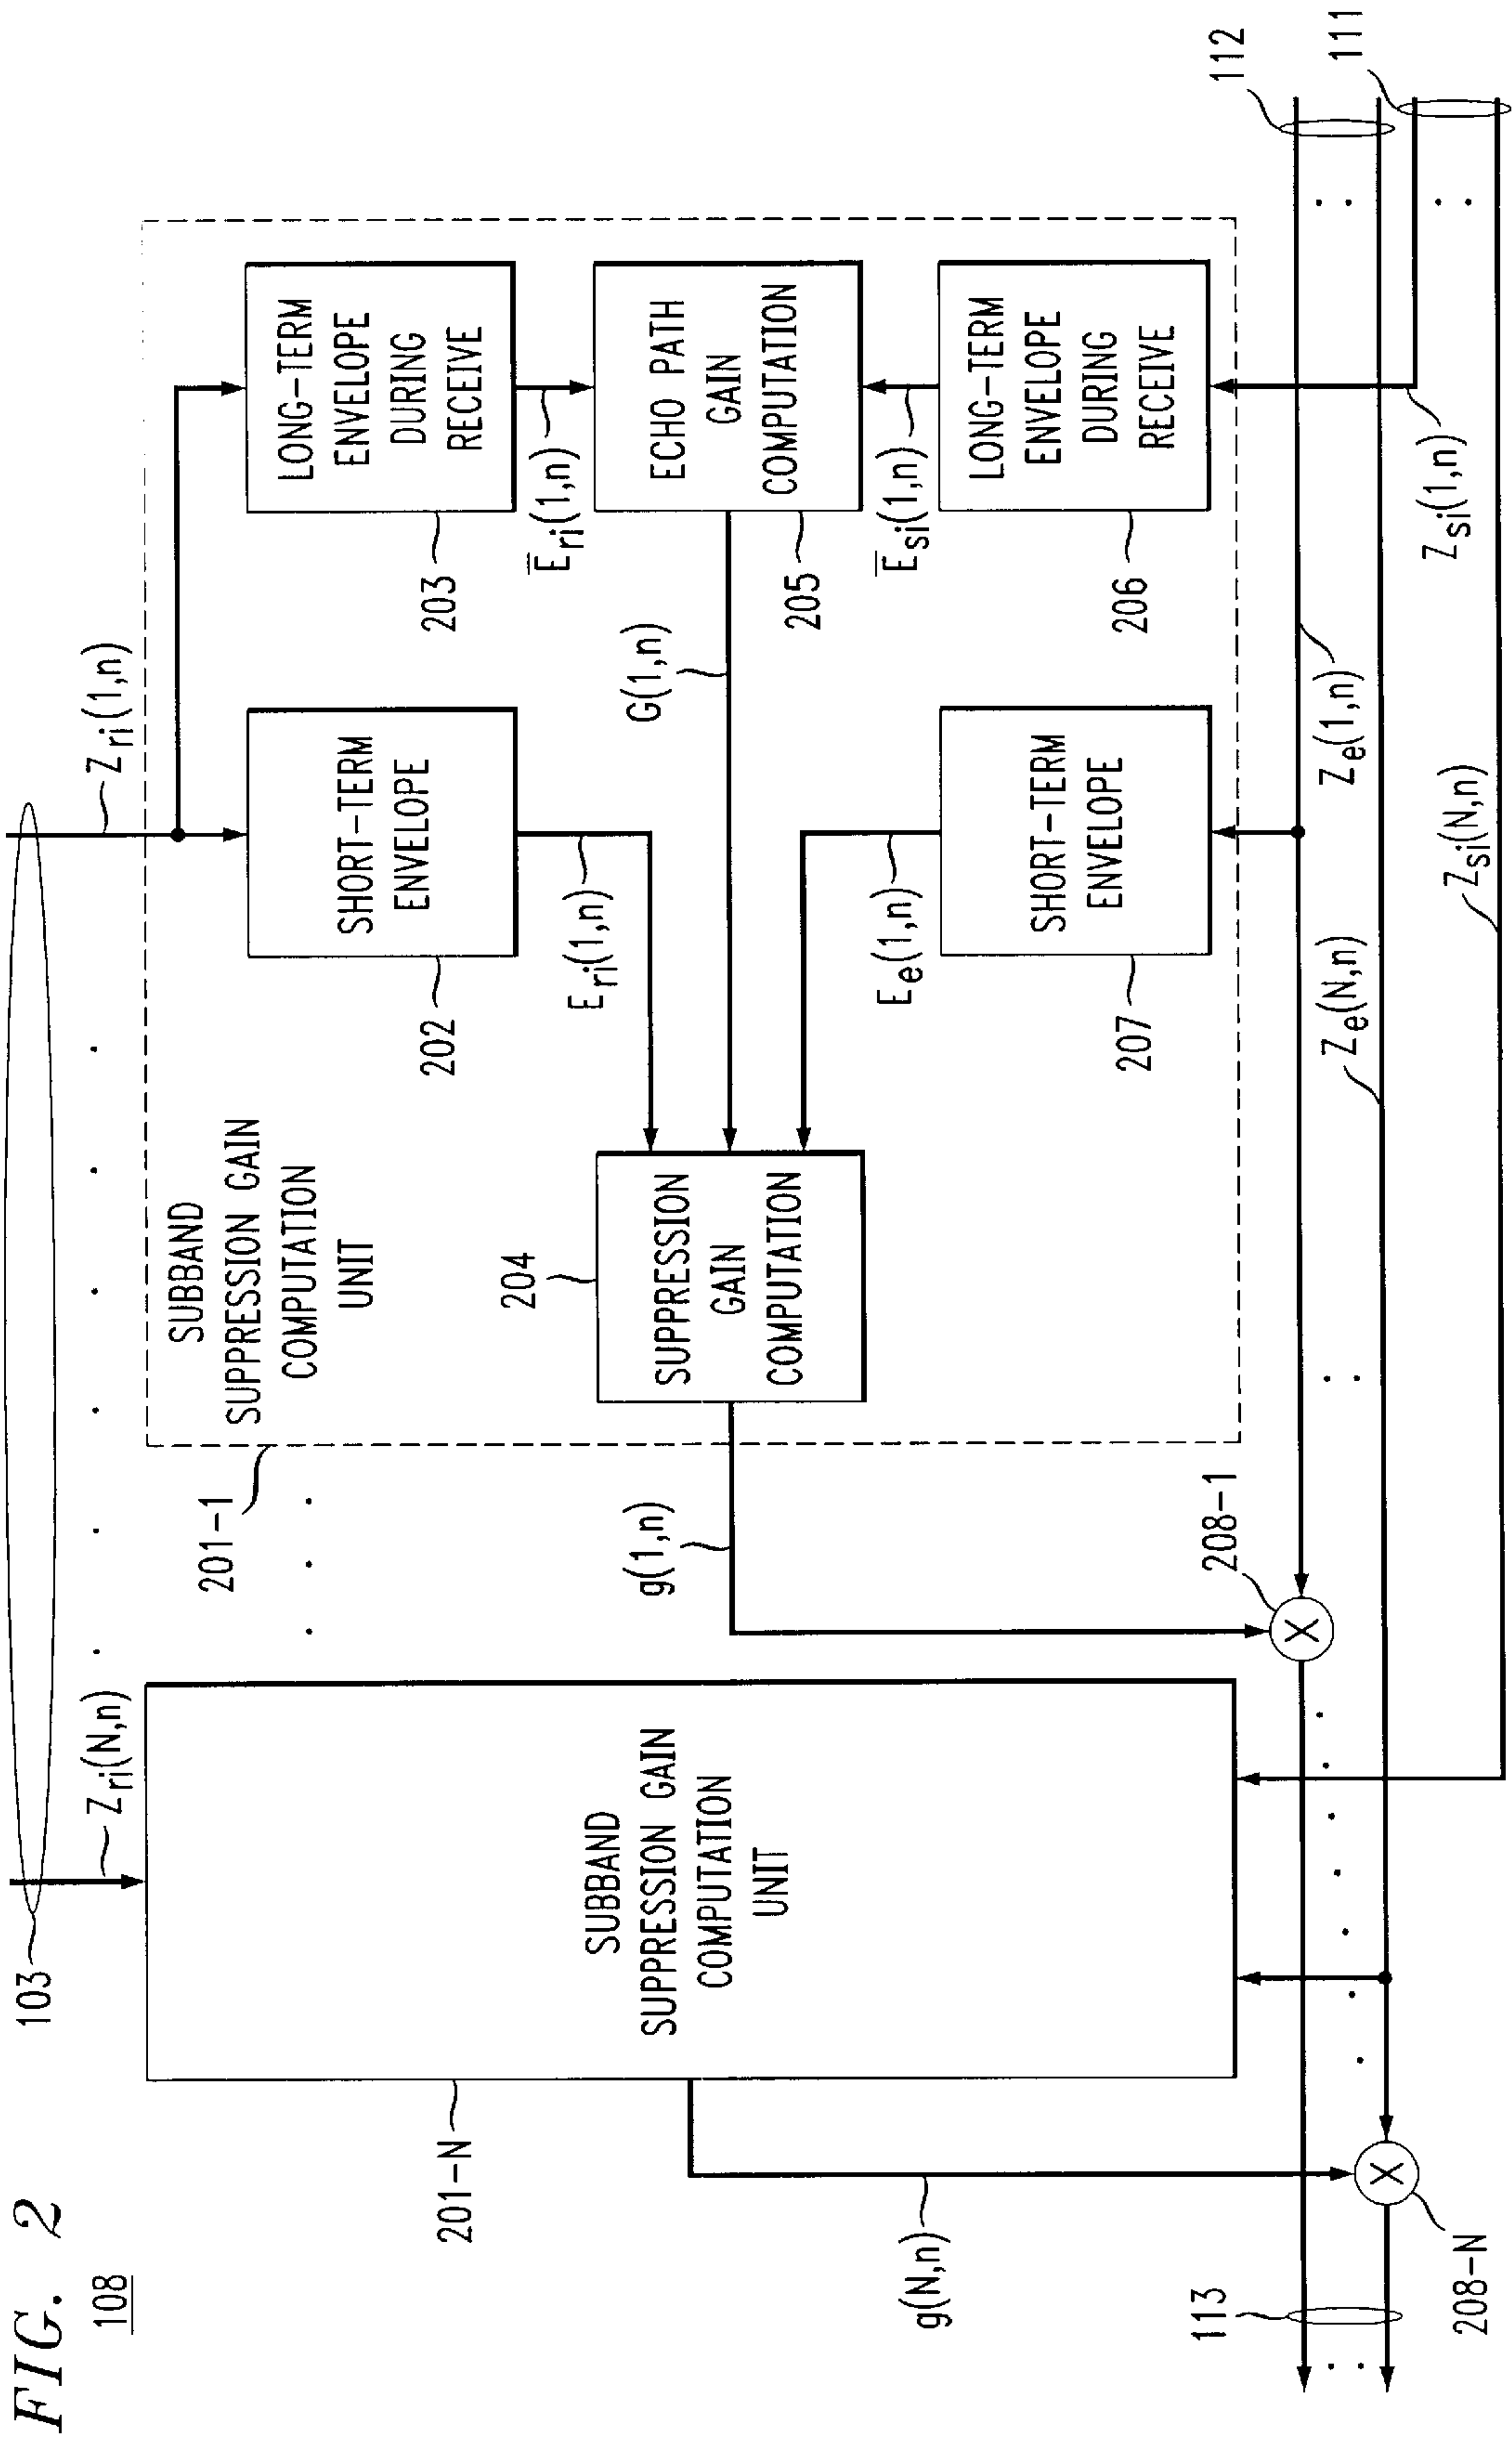 FIG. 2
108
103
Z_ri(N,n)
Z_ri(1,n)
201-N
SUBBAND
SUPPRESSION GAIN
COMPUTATION
UNIT
201-1
SUBBAND
SUPPRESSION GAIN
COMPUTATION
UNIT
202
SHORT-TERM
ENVELOPE
203
LONG-TERM
ENVELOPE
DURING
RECEIVE
E_ri(1,n)
E̅_ri(1,n)
204
SUPPRESSION
GAIN
COMPUTATION
G(1,n)
ECHO PATH
GAIN
COMPUTATION
205
g(1,n)
E_e(1,n)
E̅_si(1,n)
SHORT-TERM
ENVELOPE
207
LONG-TERM
ENVELOPE
DURING
RECEIVE
206
g(N,n)
113
208-1
X
112
Z_e(1,n)
Z_e(N,n)
X
208-N
111
Z_si(1,n)
Z_si(N,n)